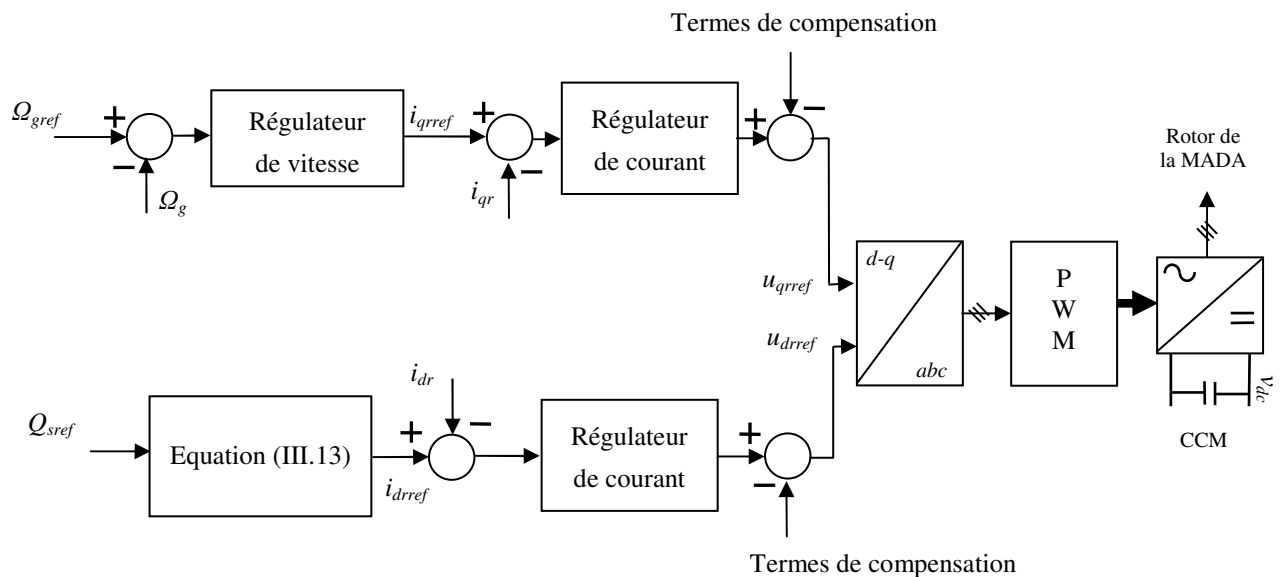 Termes de compensation
Ω_gref
+
−
Régulateur
de vitesse
i_qrref
+
−
Régulateur
de courant
+
−
Ω_g
i_qr
Rotor de
la MADA
u_qrref
u_drref
d-q
abc
P
W
M
V_dc
CCM
Q_sref
Equation (III.13)
i_dr
+
−
i_drref
Régulateur
de courant
+
−
Termes de compensation